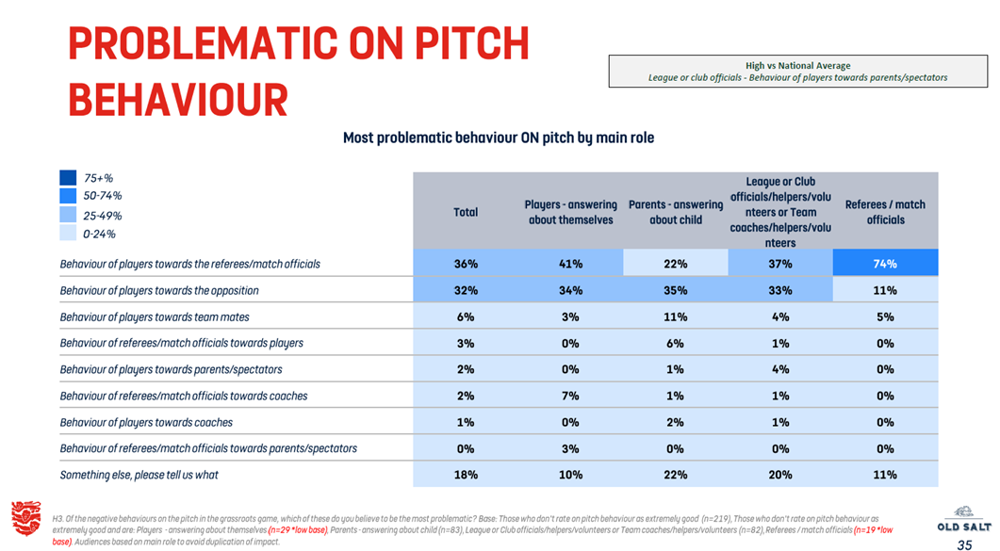 PROBLEMATIC ON PITCH
BEHAVIOUR
High vs National Average
League or club officials - Behaviour of players towards parents/spectators
Most problematic behaviour ON pitch by main role
75+%
50-74%
25-49%
0-24%
Total
Players - answering
about themselves
Parents - answering
about child
League or Club
officials/helpers/volu
nteers or Team
coaches/helpers/volu
nteers
Referees / match
officials
Behaviour of players towards the referees/match officials 36% 41% 22% 37% 74%
Behaviour of players towards the opposition 32% 34% 35% 33% 11%
Behaviour of players towards team mates 6% 3% 11% 4% 5%
Behaviour of referees/match officials towards players 3% 0% 6% 1% 0%
Behaviour of players towards parents/spectators 2% 0% 1% 4% 0%
Behaviour of referees/match officials towards coaches 2% 7% 1% 1% 0%
Behaviour of players towards coaches 1% 0% 2% 1% 0%
Behaviour of referees/match officials towards parents/spectators 0% 3% 0% 0% 0%
Something else, please tell us what 18% 10% 22% 20% 11%
H3. Of the negative behaviours on the pitch in the grassroots game, which of these do you believe to be the most problematic? Base: Those who don't rate on pitch behaviour as extremely good (n=219), Those who don't rate on pitch behaviour as
extremely good and are: Players - answering about themselves (n=29 *low base), Parents - answering about child (n=83), League or Club officials/helpers/volunteers or Team coaches/helpers/volunteers (n=82), Referees / match officials (n=19 *low
base). Audiences based on main role to avoid duplication of impact.
OLD SALT
35